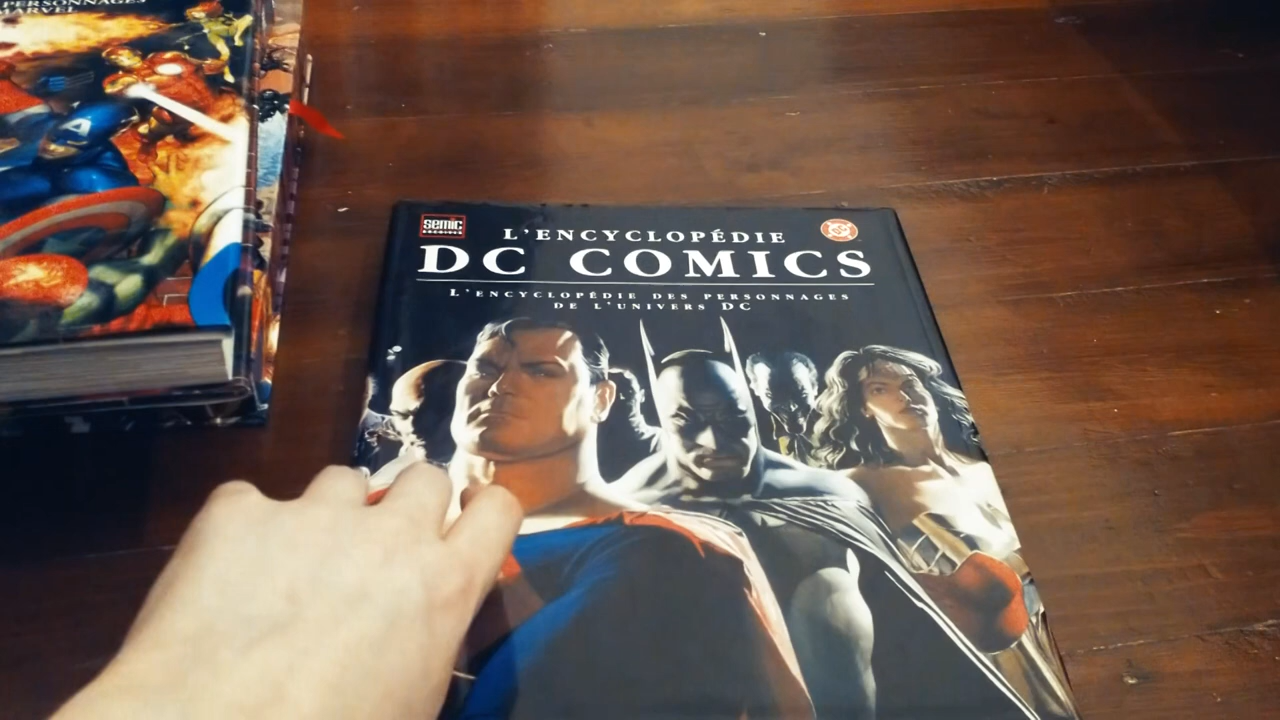 PERSONNAGES
MARVEL
semic
L'ENCYCLOPÉDIE
DC COMICS
L'ENCYCLOPÉDIE DES PERSONNAGES
DE L'UNIVERS DC